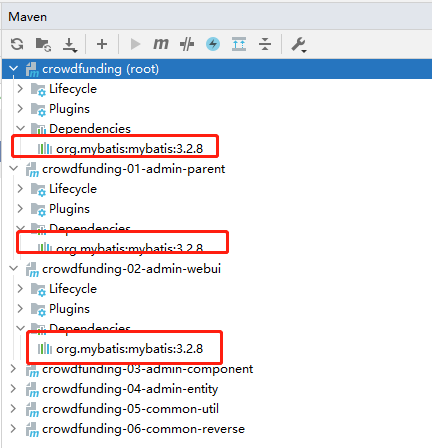 Maven
m
crowdfunding (root)
Lifecycle
Plugins
Dependencies
org.mybatis:mybatis:3.2.8
crowdfunding-01-admin-parent
Lifecycle
Plugins
Dependencies
org.mybatis:mybatis:3.2.8
crowdfunding-02-admin-webui
Lifecycle
Plugins
Dependencies
org.mybatis:mybatis:3.2.8
crowdfunding-03-admin-component
crowdfunding-04-admin-entity
crowdfunding-05-common-util
crowdfunding-06-common-reverse